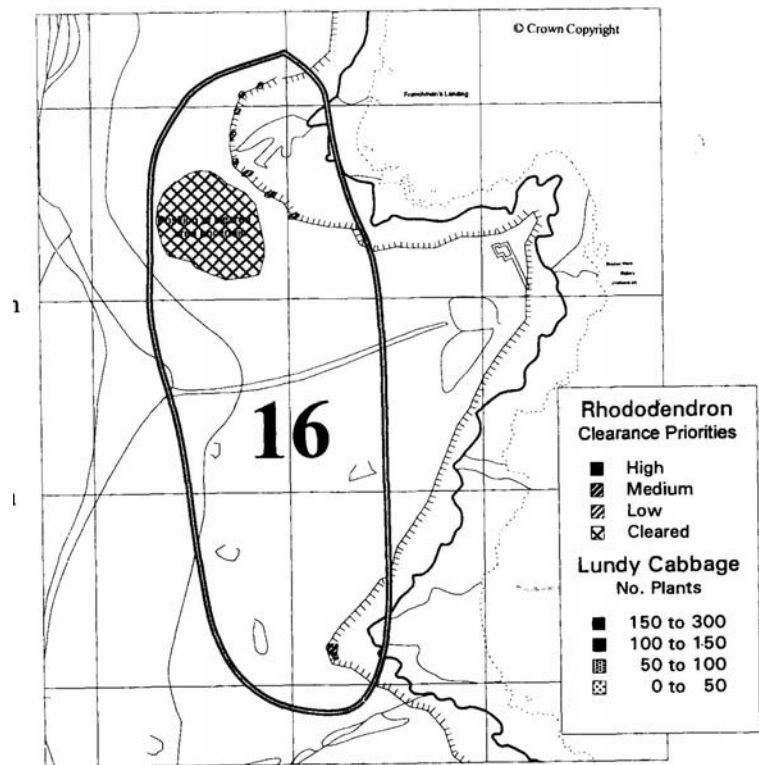 © Crown Copyright
Frenchman's Landing
16
Rhododendron
Clearance Priorities
High
Medium
Low
Cleared
Lundy Cabbage
No. Plants
150 to 300
100 to 150
50 to 100
0 to 50